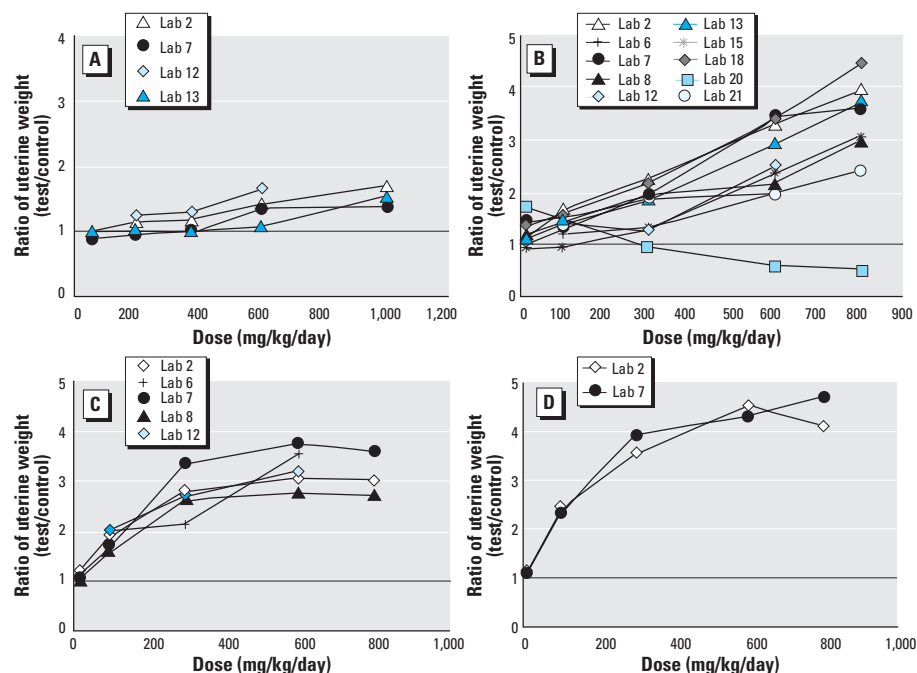 A
Lab 2
Lab 7
Lab 12
Lab 13
Ratio of uterine weight
(test/control)
4
3
2
1
0
0 200 400 600 800 1,000 1,200
Dose (mg/kg/day)
B
Lab 2 Lab 13
Lab 6 Lab 15
Lab 7 Lab 18
Lab 8 Lab 20
Lab 12 Lab 21
Ratio of uterine weight
(test/control)
5
4
3
2
1
0
0 100 200 300 400 500 600 700 800 900
Dose (mg/kg/day)
C
Lab 2
Lab 6
Lab 7
Lab 8
Lab 12
Ratio of uterine weight
(test/control)
5
4
3
2
1
0
0 200 400 600 800 1,000
Dose (mg/kg/day)
D
Lab 2
Lab 7
Ratio of uterine weight
(test/control)
5
4
3
2
1
0
0 200 400 600 800 1,000
Dose (mg/kg/day)